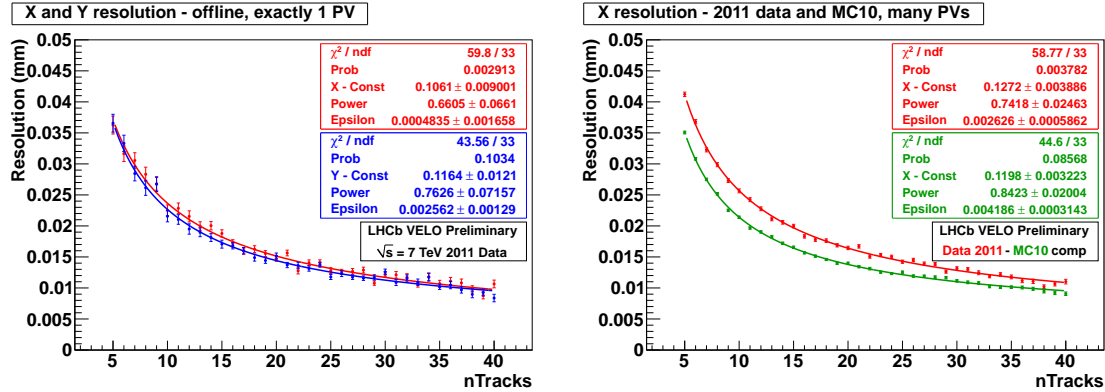 X and Y resolution - offline, exactly 1 PV
Resolution (mm)
0.05
0.045
0.04
0.035
0.03
0.025
0.02
0.015
0.01
0.005
0
5 10 15 20 25 30 35 40
nTracks
χ² / ndf 59.8 / 33
Prob 0.002913
X - Const 0.1061 ± 0.009001
Power 0.6605 ± 0.0661
Epsilon 0.0004835 ± 0.001658
χ² / ndf 43.56 / 33
Prob 0.1034
Y - Const 0.1164 ± 0.0121
Power 0.7626 ± 0.07157
Epsilon 0.002562 ± 0.00129
LHCb VELO Preliminary
√s = 7 TeV 2011 Data
X resolution - 2011 data and MC10, many PVs
Resolution (mm)
0.05
0.045
0.04
0.035
0.03
0.025
0.02
0.015
0.01
0.005
0
5 10 15 20 25 30 35 40
nTracks
χ² / ndf 58.77 / 33
Prob 0.003782
X - Const 0.1272 ± 0.003886
Power 0.7418 ± 0.02463
Epsilon 0.002626 ± 0.0005862
χ² / ndf 44.6 / 33
Prob 0.08568
X - Const 0.1198 ± 0.003223
Power 0.8423 ± 0.02004
Epsilon 0.004186 ± 0.0003143
LHCb VELO Preliminary
Data 2011 - MC10 comp